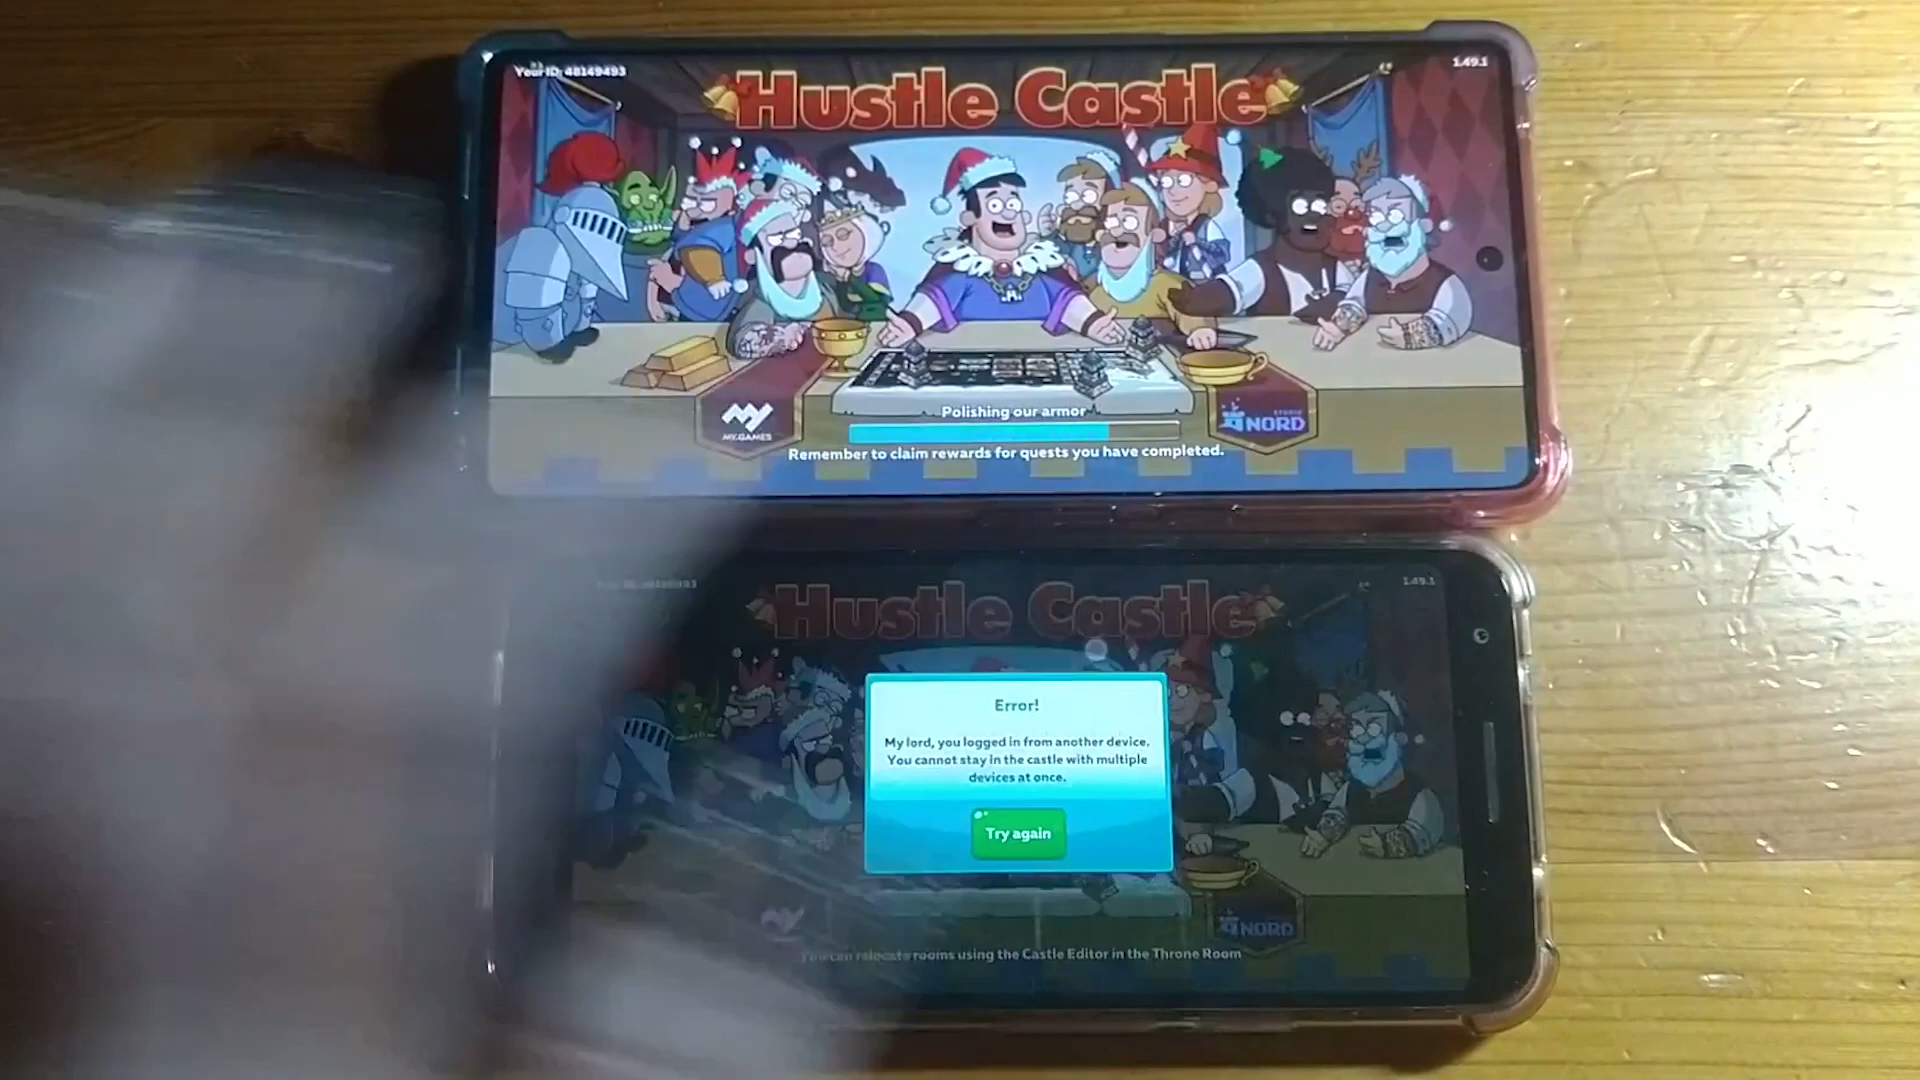 Your ID: 48149493
1.49.1
Hustle Castle
MY.GAMES
Polishing our armor
STUDIO
NORD
Remember to claim rewards for quests you have completed.
1.49.1
Hustle Castle
Error!
My lord, you logged in from another device.
You cannot stay in the castle with multiple
devices at once.
Try again
NORD
You can relocate rooms using the Castle Editor in the Throne Room